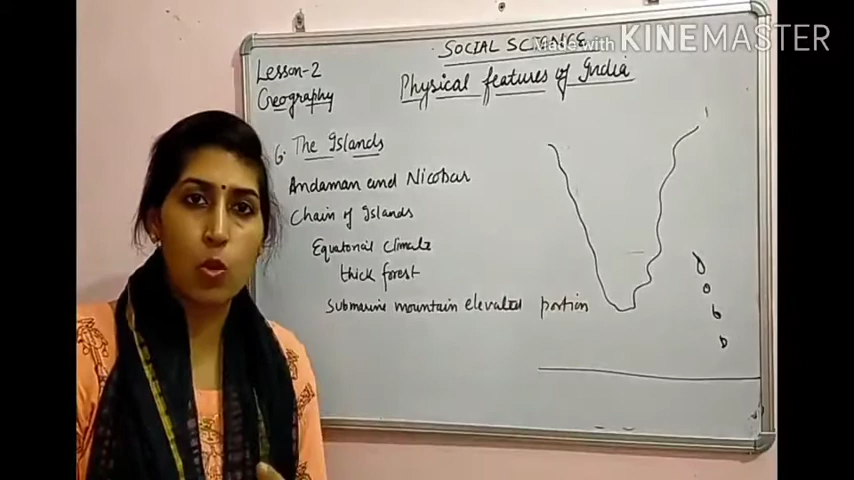 Made with KINEMASTER
SOCIAL SCIENCE
Lesson-2
Geography
Physical features of India
6. The Islands
Andaman and Nicobar
Chain of Islands
Equatorial climate
thick forest
Submarine mountain elevated portion